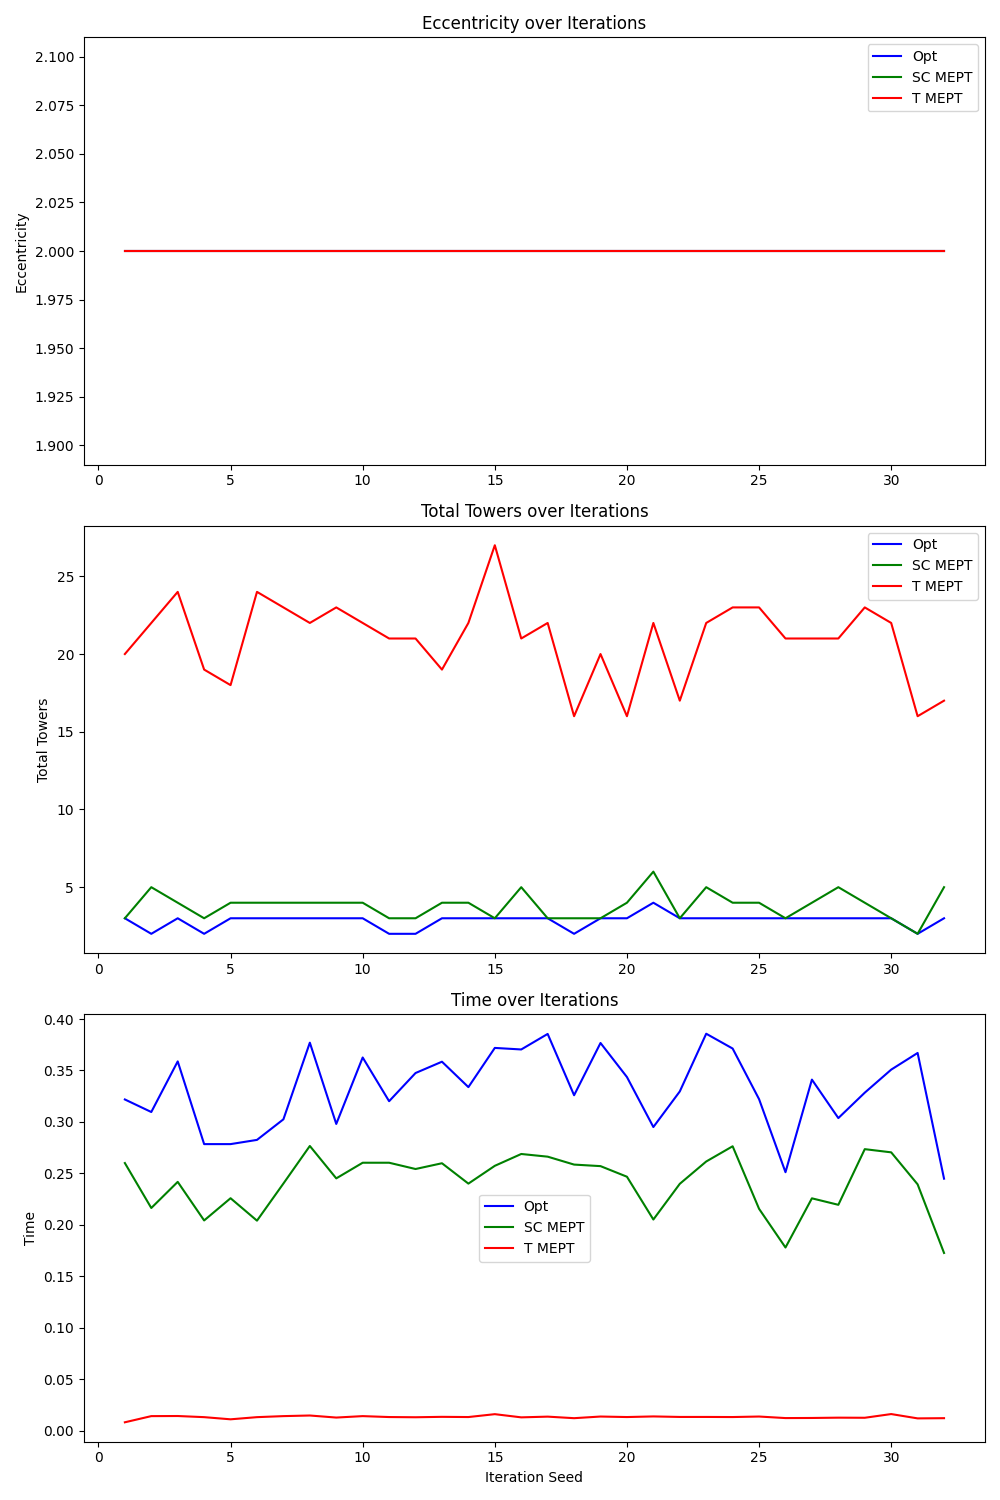 Eccentricity over Iterations
2.100
2.075
2.050
2.025
2.000
1.975
1.950
1.925
1.900
Eccentricity
Opt
SC MEPT
T MEPT
0 5 10 15 20 25 30
Total Towers over Iterations
25
20
15
10
5
Total Towers
Opt
SC MEPT
T MEPT
0 5 10 15 20 25 30
Time over Iterations
0.40
0.35
0.30
0.25
0.20
0.15
0.10
0.05
0.00
Time
Opt
SC MEPT
T MEPT
0 5 10 15 20 25 30
Iteration Seed